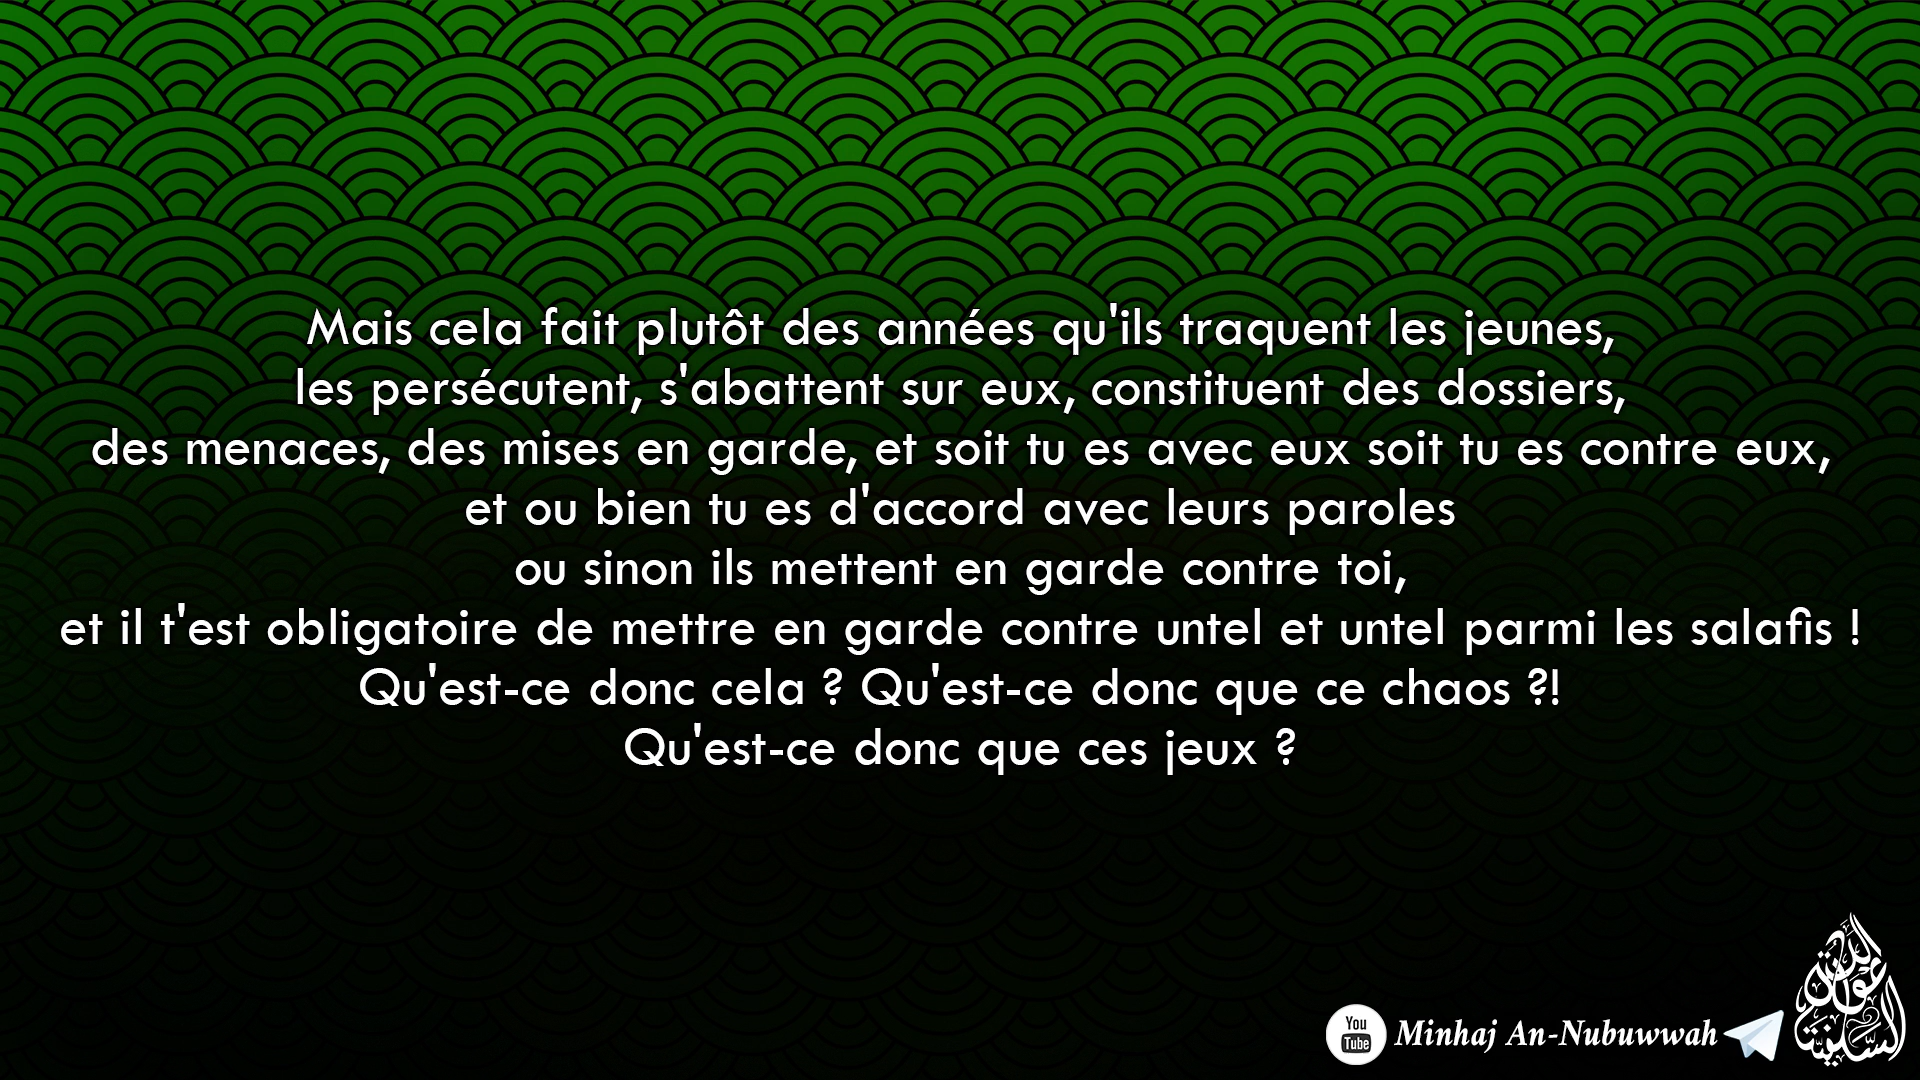 Mais cela fait plutôt des années qu'ils traquent les jeunes,
les persécutent, s'abattent sur eux, constituent des dossiers,
des menaces, des mises en garde, et soit tu es avec eux soit tu es contre eux,
et ou bien tu es d'accord avec leurs paroles
ou sinon ils mettent en garde contre toi,
et il t'est obligatoire de mettre en garde contre untel et untel parmi les salafis !
Qu'est-ce donc cela ? Qu'est-ce donc que ce chaos ?!
Qu'est-ce donc que ces jeux ?
You
Tube
Minhaj An-Nubuwwah